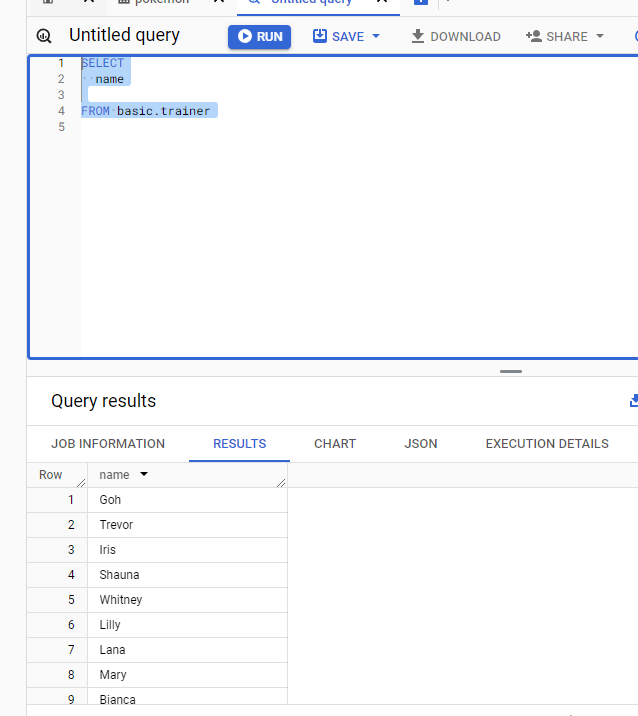 pokemon Untitled query
Untitled query RUN SAVE DOWNLOAD SHARE
1 SELECT
2 name
3
4 FROM basic.trainer
5
Query results
JOB INFORMATION RESULTS CHART JSON EXECUTION DETAILS
Row name
1 Goh
2 Trevor
3 Iris
4 Shauna
5 Whitney
6 Lilly
7 Lana
8 Mary
9 Bianca